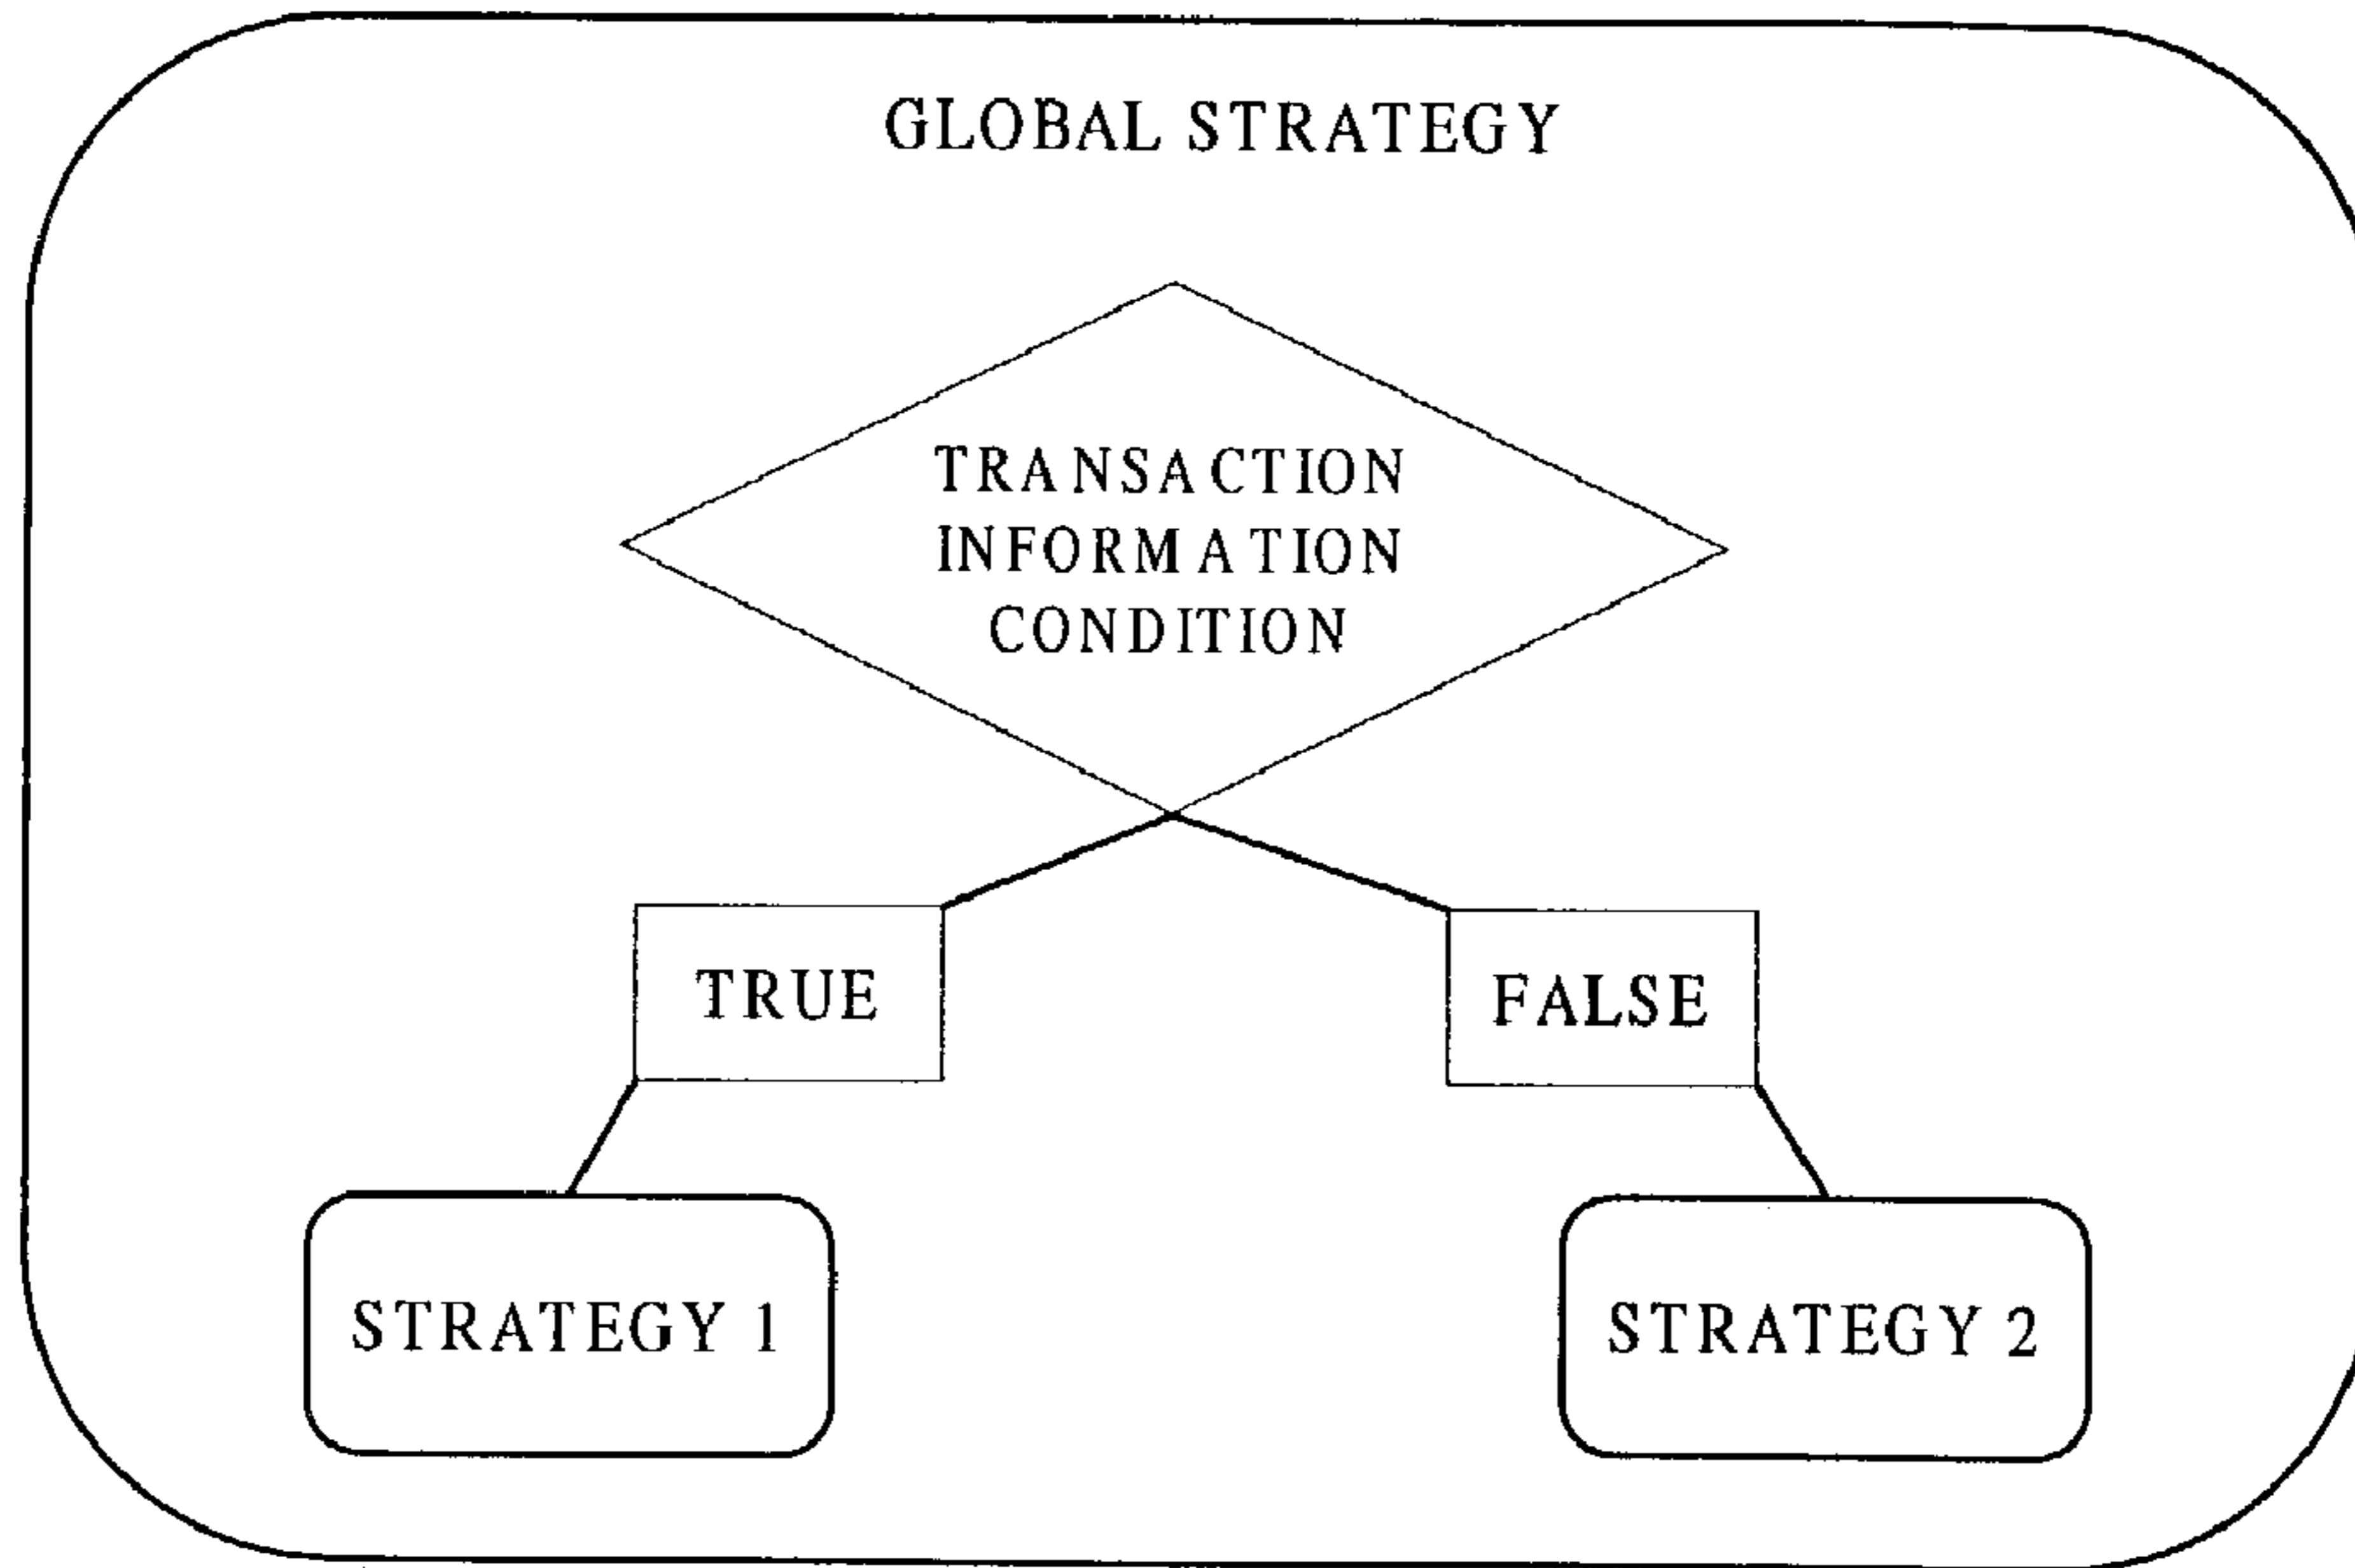 GLOBAL STRATEGY
TRANSACTION
INFORMATION
CONDITION
TRUE
FALSE
STRATEGY 1
STRATEGY 2